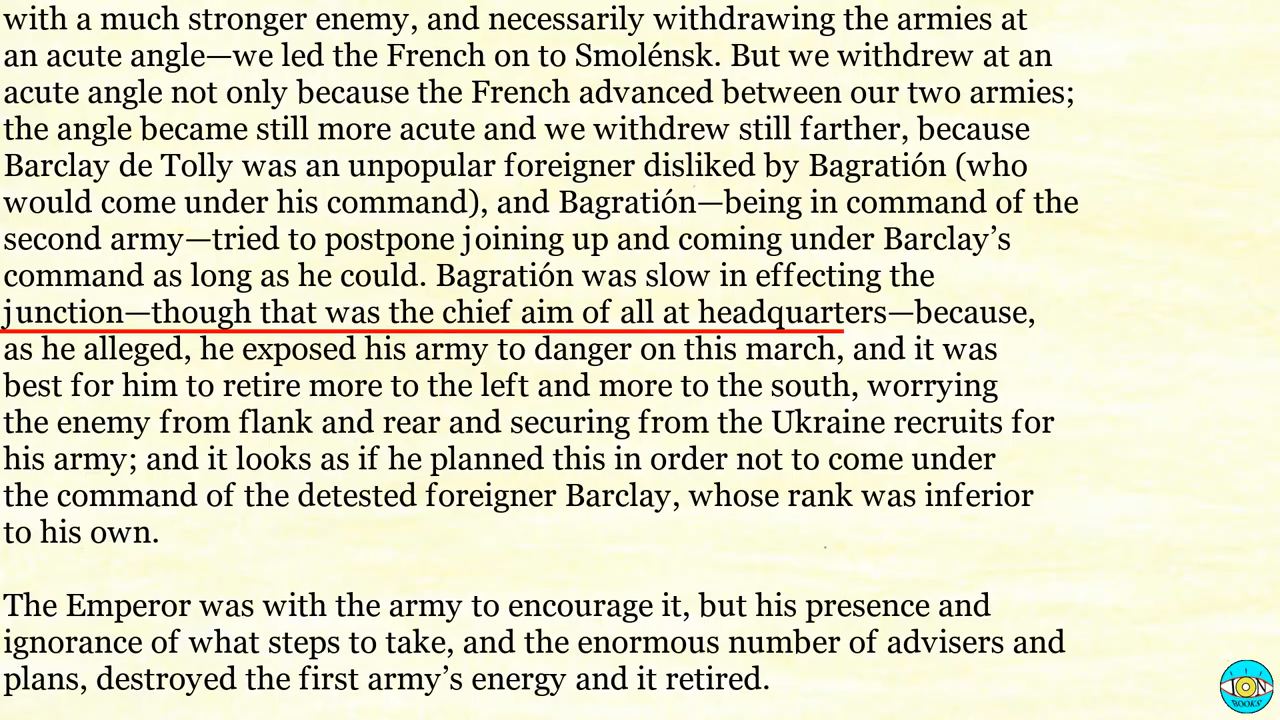 with a much stronger enemy, and necessarily withdrawing the armies at
an acute angle—we led the French on to Smolénsk. But we withdrew at an
acute angle not only because the French advanced between our two armies;
the angle became still more acute and we withdrew still farther, because
Barclay de Tolly was an unpopular foreigner disliked by Bagratión (who
would come under his command), and Bagratión—being in command of the
second army—tried to postpone joining up and coming under Barclay’s
command as long as he could. Bagratión was slow in effecting the
junction—though that was the chief aim of all at headquarters—because,
as he alleged, he exposed his army to danger on this march, and it was
best for him to retire more to the left and more to the south, worrying
the enemy from flank and rear and securing from the Ukraine recruits for
his army; and it looks as if he planned this in order not to come under
the command of the detested foreigner Barclay, whose rank was inferior
to his own.
The Emperor was with the army to encourage it, but his presence and
ignorance of what steps to take, and the enormous number of advisers and
plans, destroyed the first army’s energy and it retired.
ION
BOOKS